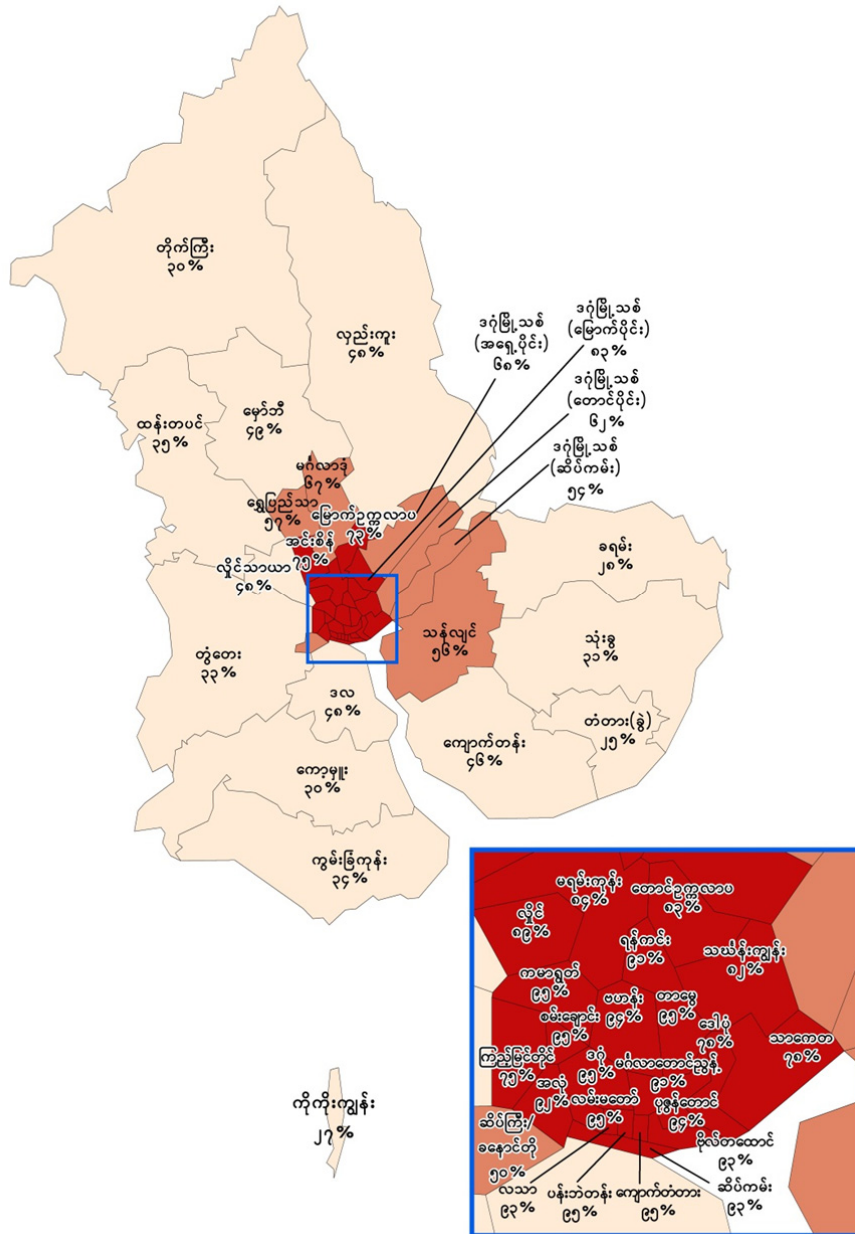 တိုက်ကြီး
၃၀%
လှည်းကူး
၄၈%
ဒဂုံမြို့သစ်
(အရှေ့ပိုင်း)
၆၈%
ဒဂုံမြို့သစ်
(မြောက်ပိုင်း)
၈၃%
ဒဂုံမြို့သစ်
(တောင်ပိုင်း)
၆၂%
ဒဂုံမြို့သစ်
(ဆိပ်ကမ်း)
၅၄%
ထန်းတပင်
၃၅%
မှော်ဘီ
၄၉%
မင်္ဂလာဒုံ
၆၇%
ရွှေပြည်သာ
၅၇%
မြောက်ဥက္ကလာပ
၇၃%
အင်းစိန်
၇၅%
လှိုင်သာယာ
၄၈%
ခရမ်း
၂၈%
တွံတေး
၃၃%
သန်လျင်
၅၆%
သုံးခွ
၃၁%
ဒလ
၄၈%
တံတား(ခွဲ)
၂၅%
ကျောက်တန်း
၄၆%
ကော့မှူး
၃၀%
ကွမ်းခြံကုန်း
၃၄%
ကိုကိုးကျွန်း
၂၇%
မရမ်းကုန်း
၈၄%
တောင်ဥက္ကလာပ
၈၃%
လှိုင်
၈၉%
ရန်ကင်း
၉၁%
သင်္ဃန်းကျွန်း
၈၂%
ကမာရွတ်
၉၅%
ဗဟန်း
၉၄%
တာမွေ
၉၅%
စမ်းချောင်း
၉၅%
ဒေါပုံ
၇၈%
သာကေတ
၇၈%
ကြည့်မြင်တိုင်
၇၅%
ဒဂုံ
၉၅%
မင်္ဂလာတောင်ညွန့်
၉၁%
အလုံ
၉၂%
လမ်းမတော်
၉၅%
ပုဇွန်တောင်
၉၄%
ဆိပ်ကြီး/
ခနောင်တို
၅၀%
ဗိုလ်တထောင်
၉၃%
လသာ
၉၃%
ပန်းဘဲတန်း
၉၅%
ကျောက်တံတား
၉၅%
ဆိပ်ကမ်း
၉၃%